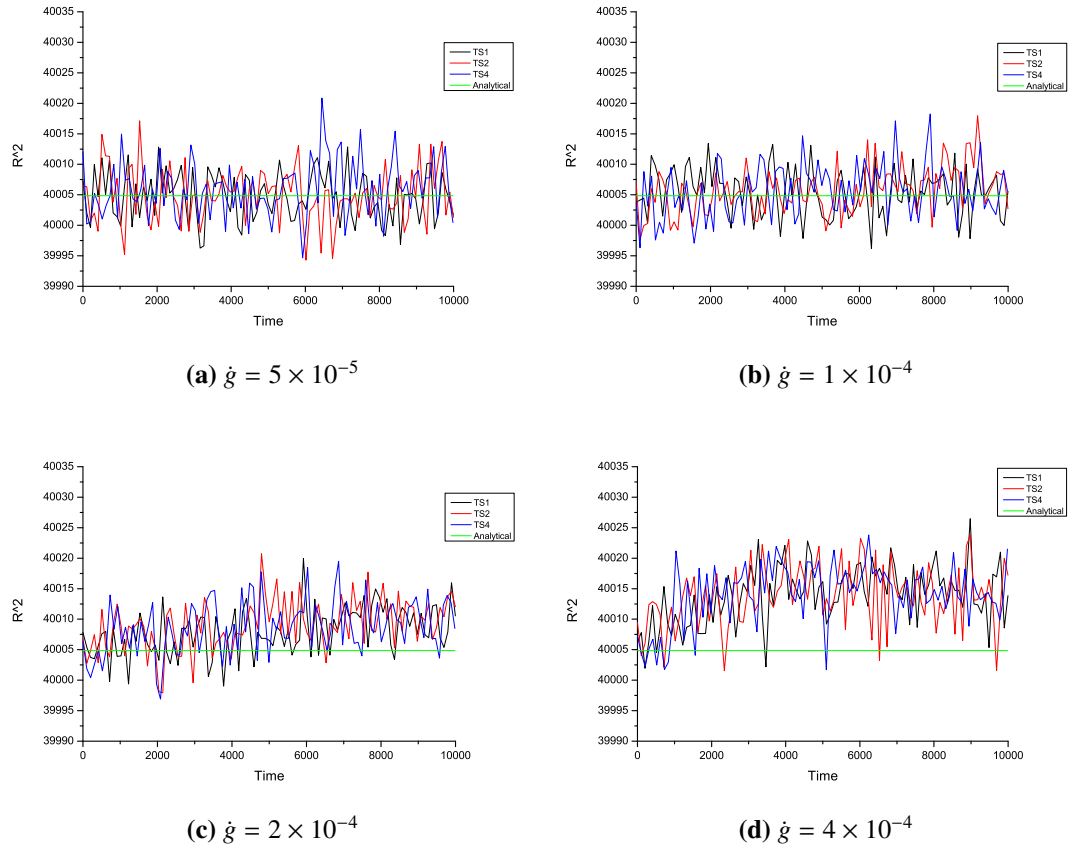 40035
40030
40025
40020
40015
40010
40005
40000
39995
39990
R^2
0 2000 4000 6000 8000 10000
Time
TS1
TS2
TS4
Analytical
(a) ġ = 5 × 10⁻⁵
40035
40030
40025
40020
40015
40010
40005
40000
39995
39990
R^2
0 2000 4000 6000 8000 10000
Time
TS1
TS2
TS4
Analytical
(b) ġ = 1 × 10⁻⁴
40035
40030
40025
40020
40015
40010
40005
40000
39995
39990
R^2
0 2000 4000 6000 8000 10000
Time
TS1
TS2
TS4
Analytical
(c) ġ = 2 × 10⁻⁴
40035
40030
40025
40020
40015
40010
40005
40000
39995
39990
R^2
0 2000 4000 6000 8000 10000
Time
TS1
TS2
TS4
Analytical
(d) ġ = 4 × 10⁻⁴